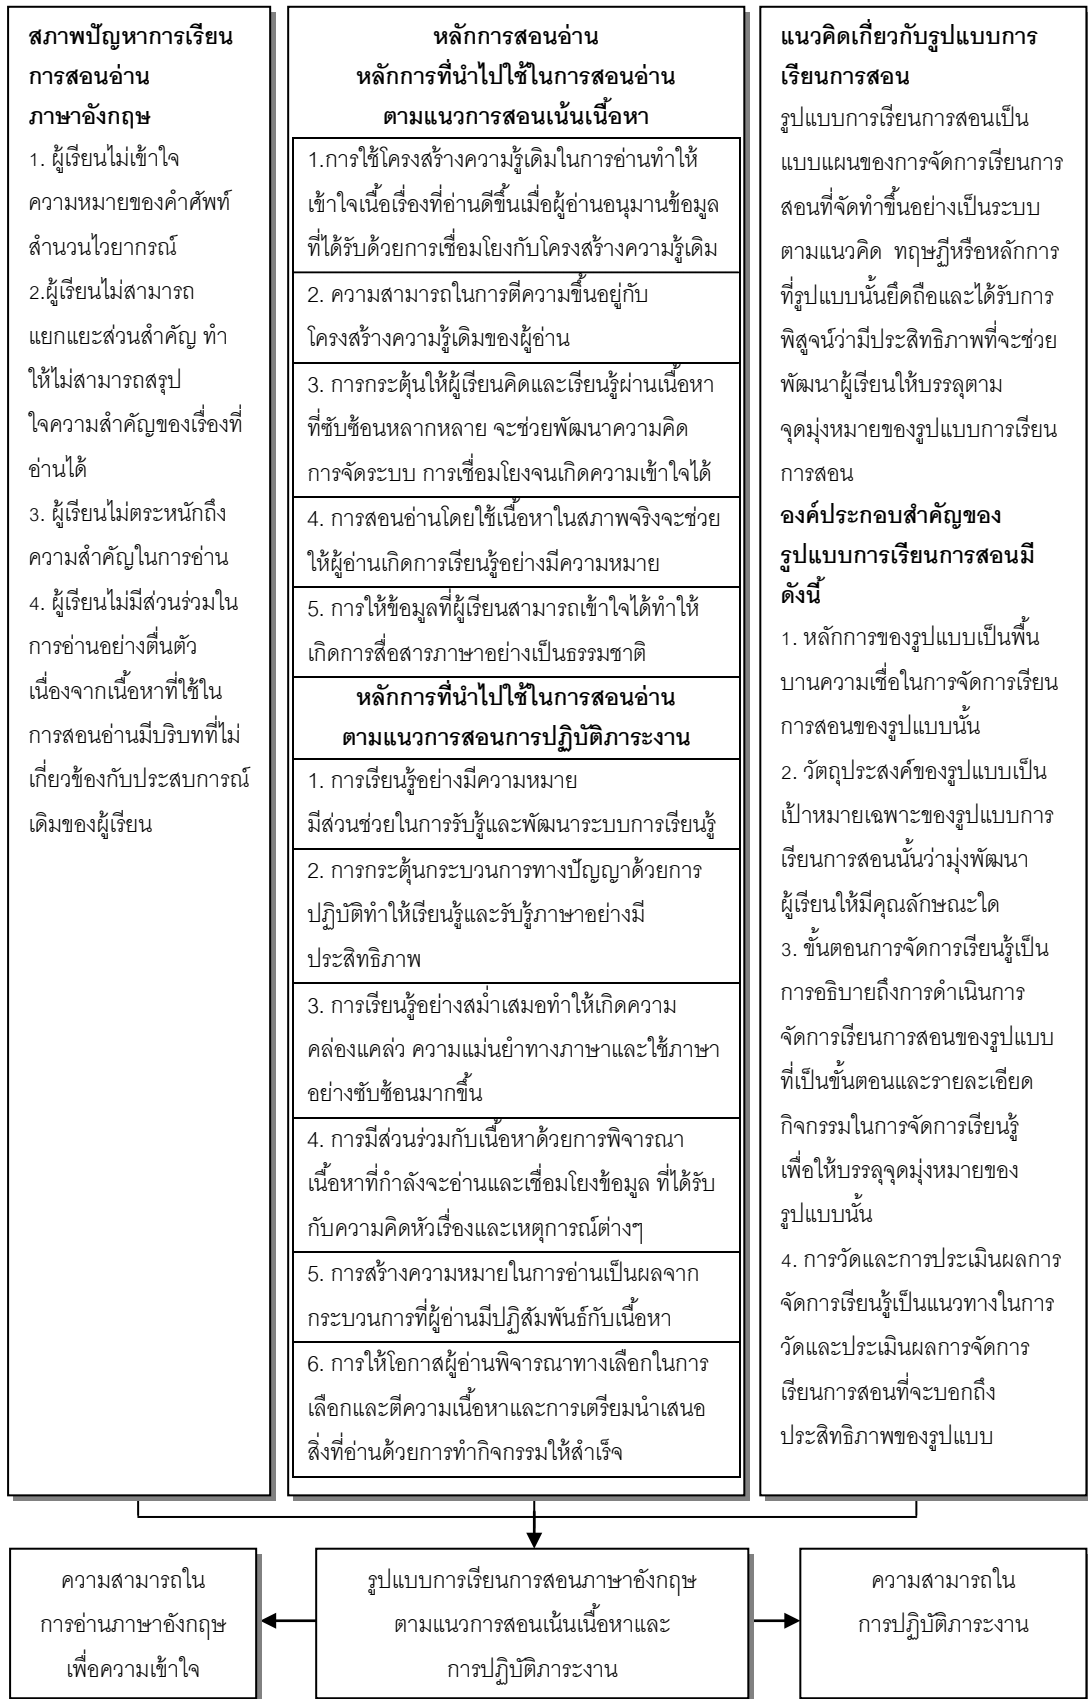 สภาพปัญหาการเรียน
การสอนอ่าน
ภาษาอังกฤษ
1. ผู้เรียนไม่เข้าใจ
ความหมายของคำศัพท์
สำนวนไวยากรณ์
2.ผู้เรียนไม่สามารถ
แยกแยะส่วนสำคัญ ทำ
ให้ไม่สามารถสรุป
ใจความสำคัญของเรื่องที่
อ่านได้
3. ผู้เรียนไม่ตระหนักถึง
ความสำคัญในการอ่าน
4. ผู้เรียนไม่มีส่วนร่วมใน
การอ่านอย่างตื่นตัว
เนื่องจากเนื้อหาที่ใช้ใน
การสอนอ่านมีบริบทที่ไม่
เกี่ยวข้องกับประสบการณ์
เดิมของผู้เรียน
หลักการสอนอ่าน
หลักการที่นำไปใช้ในการสอนอ่าน
ตามแนวการสอนเน้นเนื้อหา
1.การใช้โครงสร้างความรู้เดิมในการอ่านทำให้
เข้าใจเนื้อเรื่องที่อ่านดีขึ้นเมื่อผู้อ่านอนุมานข้อมูล
ที่ได้รับด้วยการเชื่อมโยงกับโครงสร้างความรู้เดิม
2. ความสามารถในการตีความขึ้นอยู่กับ
โครงสร้างความรู้เดิมของผู้อ่าน
3. การกระตุ้นให้ผู้เรียนคิดและเรียนรู้ผ่านเนื้อหา
ที่ซับซ้อนหลากหลาย จะช่วยพัฒนาความคิด
การจัดระบบ การเชื่อมโยงจนเกิดความเข้าใจได้
4. การสอนอ่านโดยใช้เนื้อหาในสภาพจริงจะช่วย
ให้ผู้อ่านเกิดการเรียนรู้อย่างมีความหมาย
5. การให้ข้อมูลที่ผู้เรียนสามารถเข้าใจได้ทำให้
เกิดการสื่อสารภาษาอย่างเป็นธรรมชาติ
หลักการที่นำไปใช้ในการสอนอ่าน
ตามแนวการสอนการปฏิบัติภาระงาน
1. การเรียนรู้อย่างมีความหมาย
มีส่วนช่วยในการรับรู้และพัฒนาระบบการเรียนรู้
2. การกระตุ้นกระบวนการทางปัญญาด้วยการ
ปฏิบัติทำให้เรียนรู้และรับรู้ภาษาอย่างมี
ประสิทธิภาพ
3. การเรียนรู้อย่างสม่ำเสมอทำให้เกิดความ
คล่องแคล่ว ความแม่นยำทางภาษาและใช้ภาษา
อย่างซับซ้อนมากขึ้น
4. การมีส่วนร่วมกับเนื้อหาด้วยการพิจารณา
เนื้อหาที่กำลังจะอ่านและเชื่อมโยงข้อมูล ที่ได้รับ
กับความคิดหัวเรื่องและเหตุการณ์ต่างๆ
5. การสร้างความหมายในการอ่านเป็นผลจาก
กระบวนการที่ผู้อ่านมีปฏิสัมพันธ์กับเนื้อหา
6. การให้โอกาสผู้อ่านพิจารณาทางเลือกในการ
เลือกและตีความเนื้อหาและการเตรียมนำเสนอ
สิ่งที่อ่านด้วยการทำกิจกรรมให้สำเร็จ
แนวคิดเกี่ยวกับรูปแบบการ
เรียนการสอน
รูปแบบการเรียนการสอนเป็น
แบบแผนของการจัดการเรียนการ
สอนที่จัดทำขึ้นอย่างเป็นระบบ
ตามแนวคิด ทฤษฎีหรือหลักการ
ที่รูปแบบนั้นยึดถือและได้รับการ
พิสูจน์ว่ามีประสิทธิภาพที่จะช่วย
พัฒนาผู้เรียนให้บรรลุตาม
จุดมุ่งหมายของรูปแบบการเรียน
การสอน
องค์ประกอบสำคัญของ
รูปแบบการเรียนการสอนมี
ดังนี้
1. หลักการของรูปแบบเป็นพื้น
บานความเชื่อในการจัดการเรียน
การสอนของรูปแบบนั้น
2. วัตถุประสงค์ของรูปแบบเป็น
เป้าหมายเฉพาะของรูปแบบการ
เรียนการสอนนั้นว่ามุ่งพัฒนา
ผู้เรียนให้มีคุณลักษณะใด
3. ขั้นตอนการจัดการเรียนรู้เป็น
การอธิบายถึงการดำเนินการ
จัดการเรียนการสอนของรูปแบบ
ที่เป็นขั้นตอนและรายละเอียด
กิจกรรมในการจัดการเรียนรู้
เพื่อให้บรรลุจุดมุ่งหมายของ
รูปแบบนั้น
4. การวัดและการประเมินผลการ
จัดการเรียนรู้เป็นแนวทางในการ
วัดและประเมินผลการจัดการ
เรียนการสอนที่จะบอกถึง
ประสิทธิภาพของรูปแบบ
ความสามารถใน
การอ่านภาษาอังกฤษ
เพื่อความเข้าใจ
รูปแบบการเรียนการสอนภาษาอังกฤษ
ตามแนวการสอนเน้นเนื้อหาและ
การปฏิบัติภาระงาน
ความสามารถใน
การปฏิบัติภาระงาน